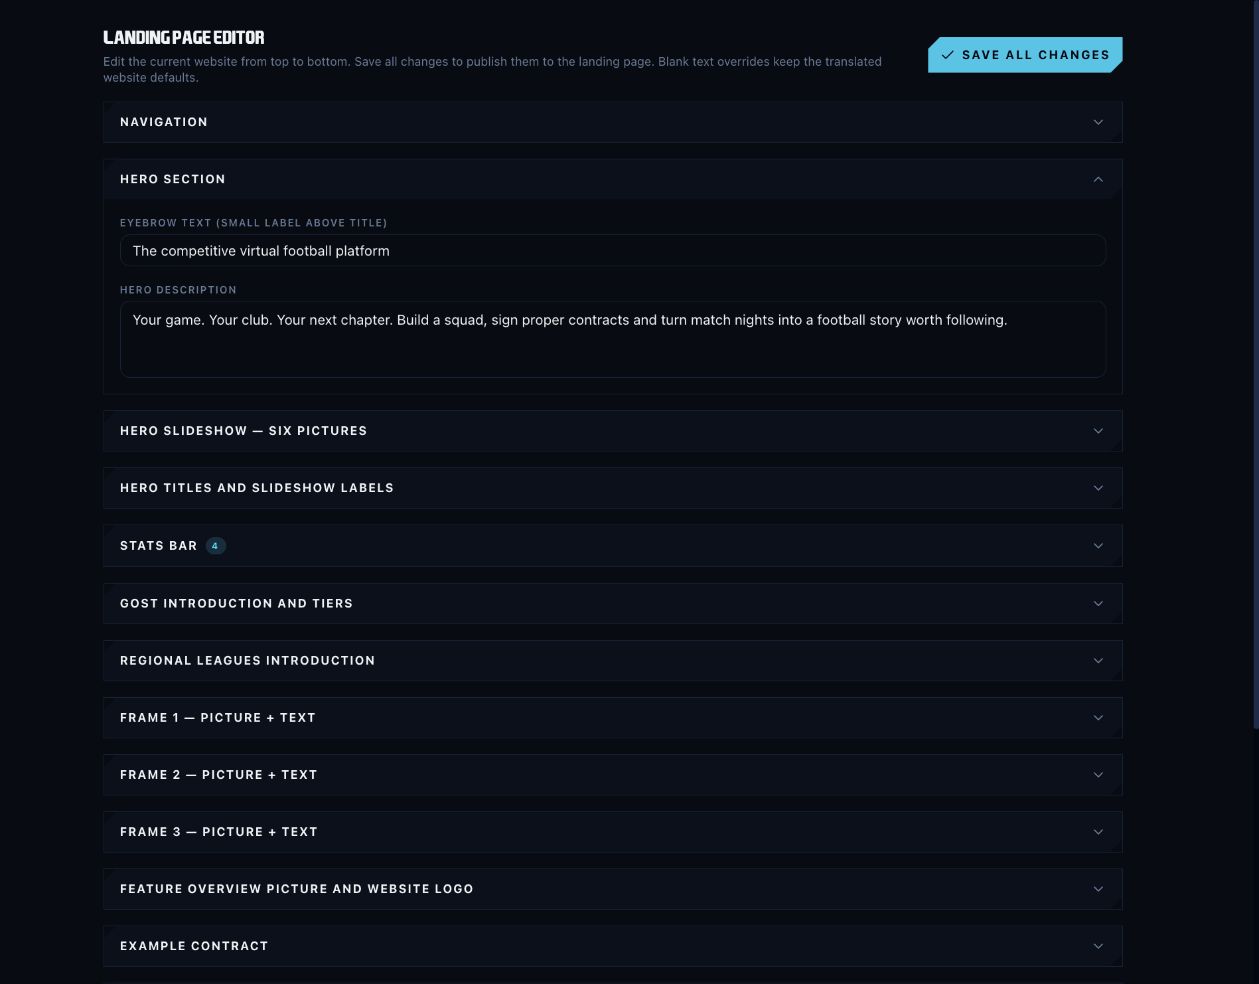 LANDING PAGE EDITOR
Edit the current website from top to bottom. Save all changes to publish them to the landing page. Blank text overrides keep the translated
website defaults.
SAVE ALL CHANGES
NAVIGATION
HERO SECTION
EYEBROW TEXT (SMALL LABEL ABOVE TITLE)
The competitive virtual football platform
HERO DESCRIPTION
Your game. Your club. Your next chapter. Build a squad, sign proper contracts and turn match nights into a football story worth following.
HERO SLIDESHOW — SIX PICTURES
HERO TITLES AND SLIDESHOW LABELS
STATS BAR 4
GOST INTRODUCTION AND TIERS
REGIONAL LEAGUES INTRODUCTION
FRAME 1 — PICTURE + TEXT
FRAME 2 — PICTURE + TEXT
FRAME 3 — PICTURE + TEXT
FEATURE OVERVIEW PICTURE AND WEBSITE LOGO
EXAMPLE CONTRACT